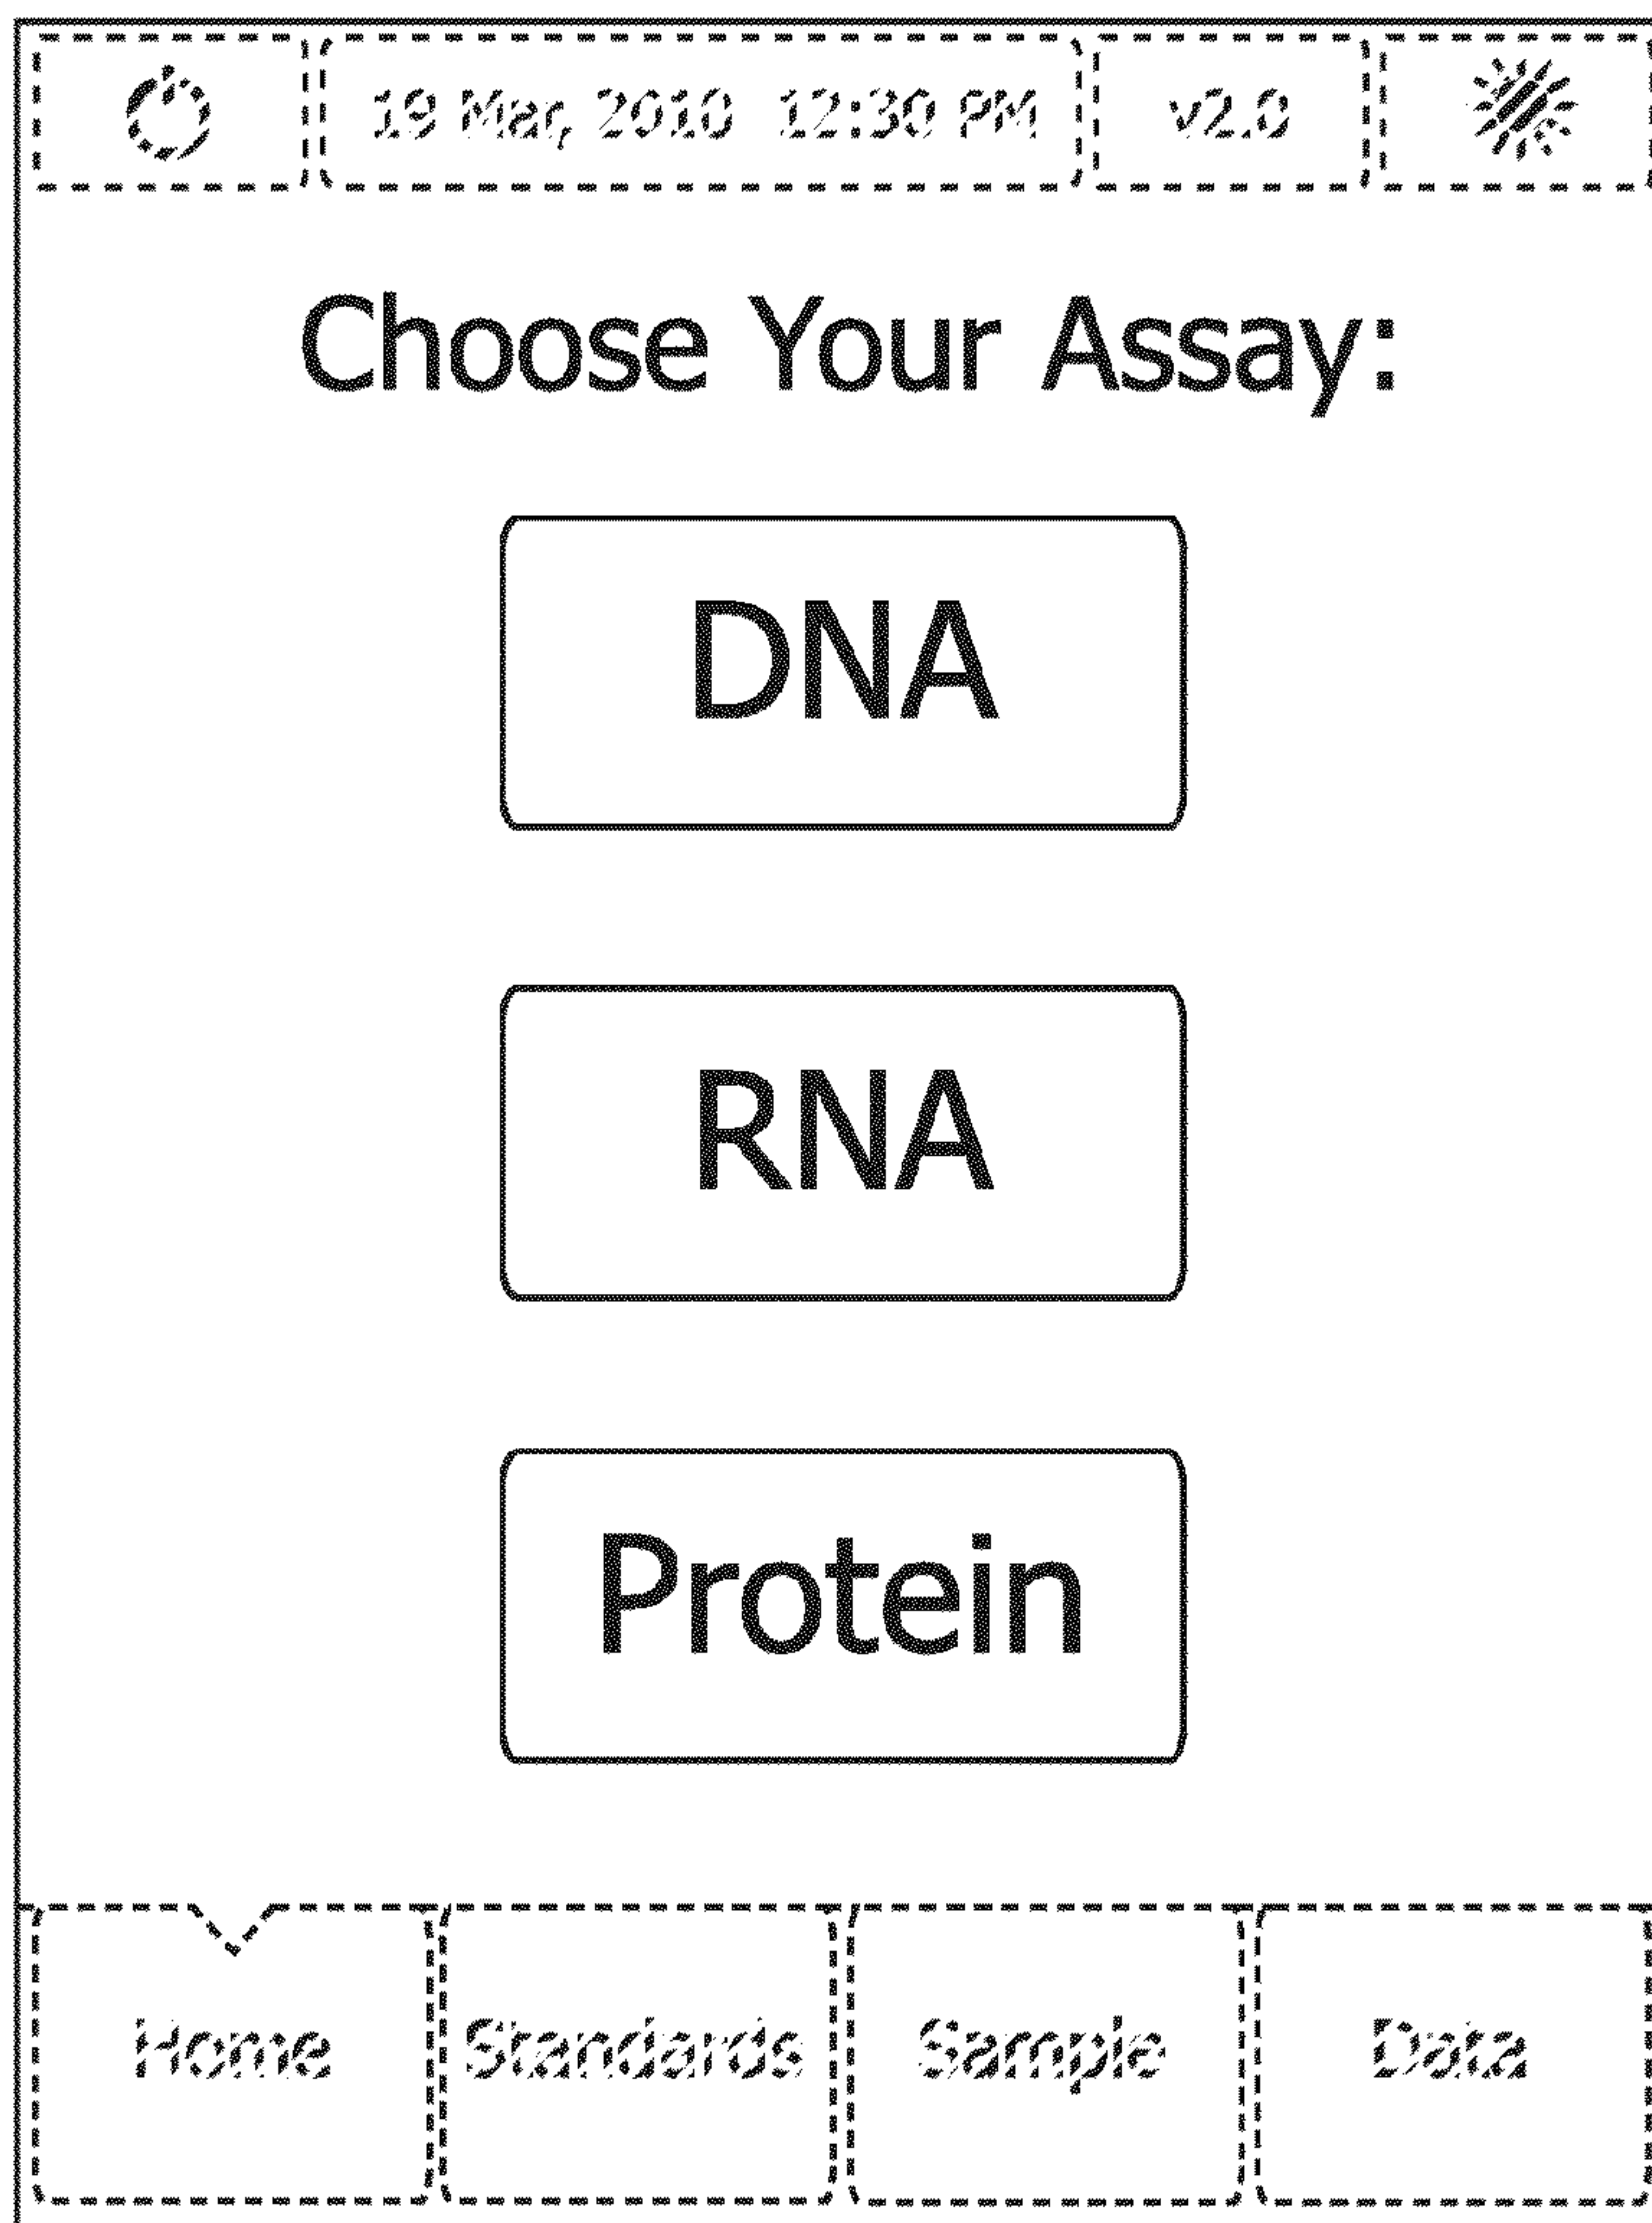 19 Mar, 2010 12:30 PM v2.0
Choose Your Assay:
DNA
RNA
Protein
Home Standards Sample Data